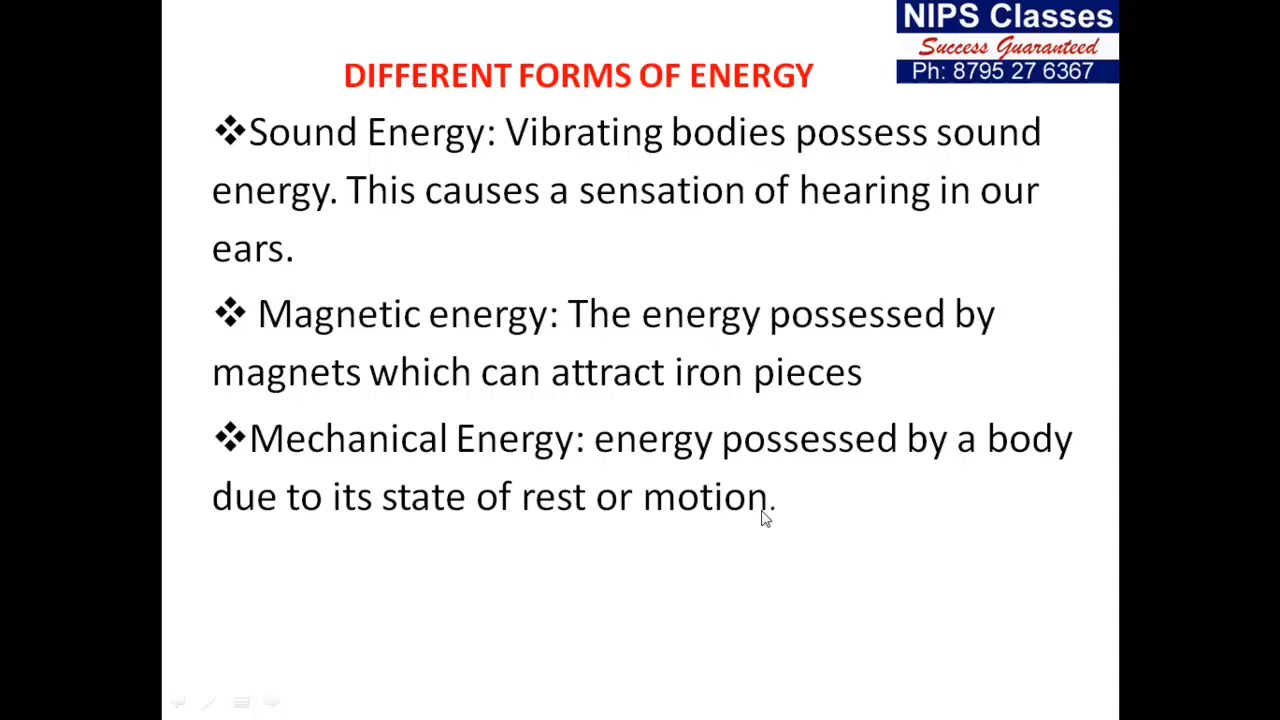 NIPS Classes
Success Guaranteed
Ph: 8795 27 6367
DIFFERENT FORMS OF ENERGY
❖Sound Energy: Vibrating bodies possess sound
energy. This causes a sensation of hearing in our
ears.
❖ Magnetic energy: The energy possessed by
magnets which can attract iron pieces
❖Mechanical Energy: energy possessed by a body
due to its state of rest or motion.